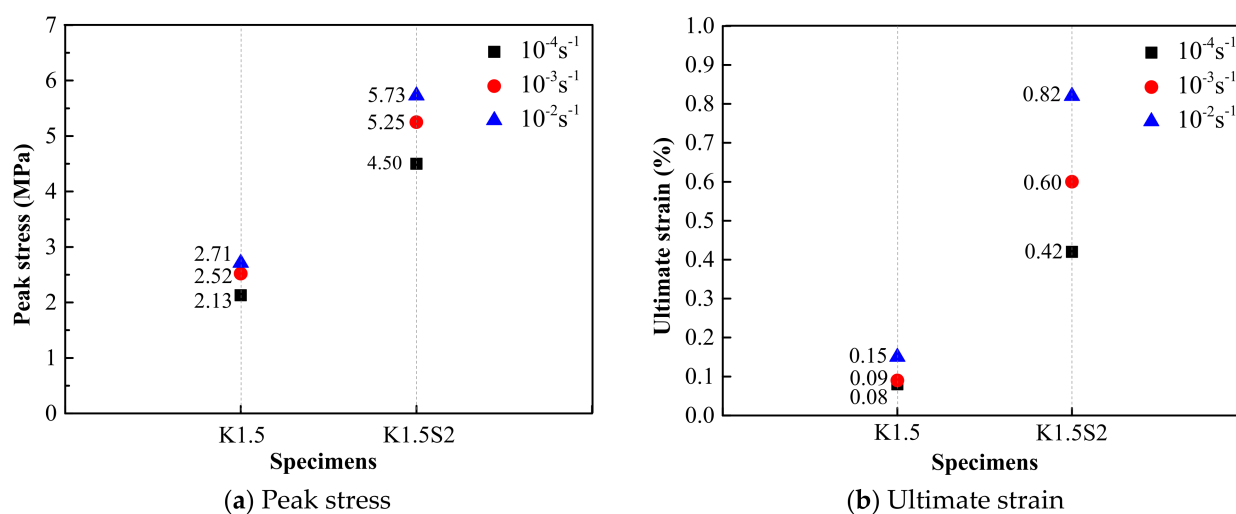 7
6
5
4
3
2
1
0
Peak stress (MPa)
10⁻⁴s⁻¹
10⁻³s⁻¹
10⁻²s⁻¹
5.73
5.25
4.50
2.71
2.52
2.13
K1.5
K1.5S2
Specimens
(a) Peak stress
1.0
0.9
0.8
0.7
0.6
0.5
0.4
0.3
0.2
0.1
0.0
Ultimate strain (%)
10⁻⁴s⁻¹
10⁻³s⁻¹
10⁻²s⁻¹
0.82
0.60
0.42
0.15
0.09
0.08
K1.5
K1.5S2
Specimens
(b) Ultimate strain